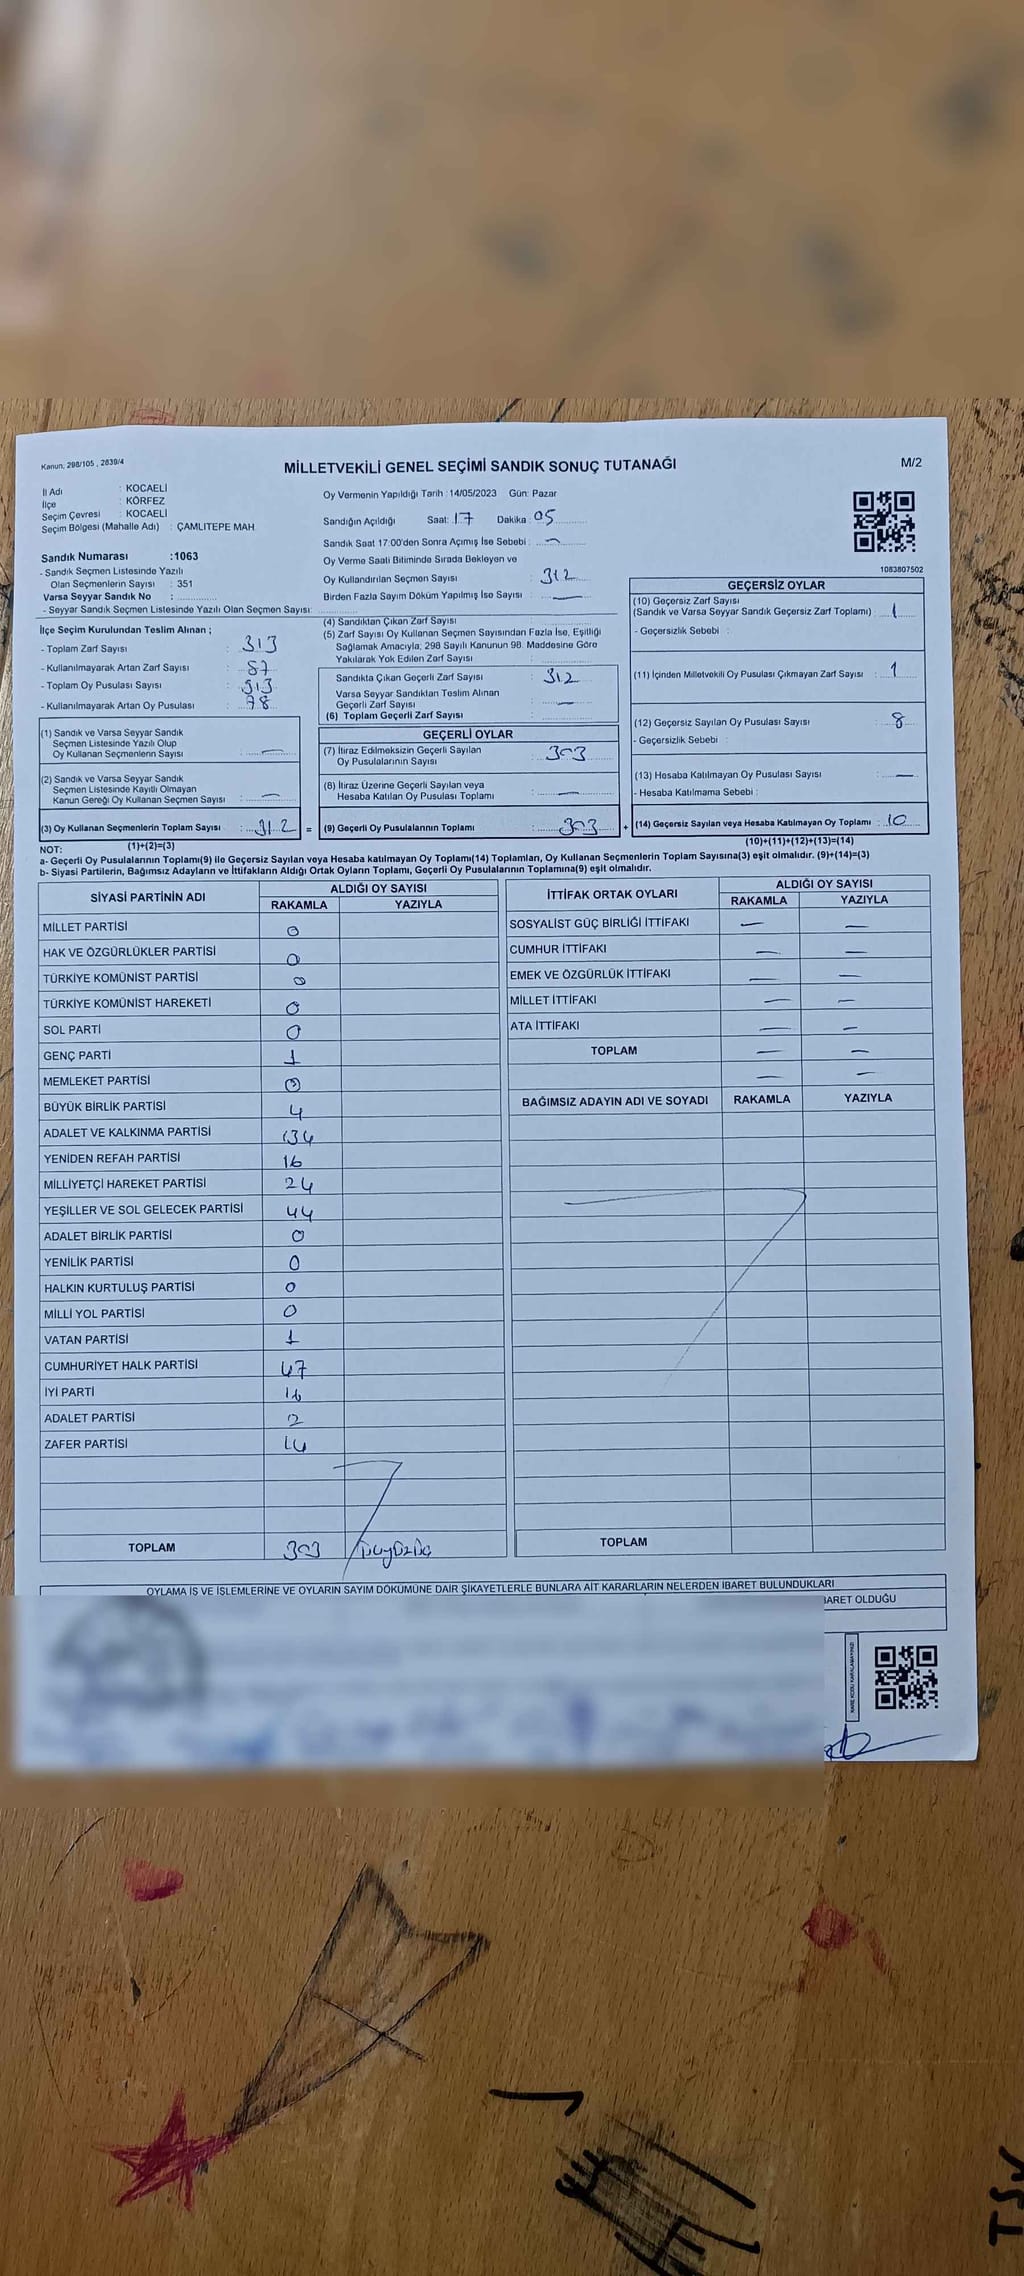 Kanun: 298/105 , 2839/4
MİLLETVEKİLİ GENEL SEÇİMİ SANDIK SONUÇ TUTANAĞI
M/2
İl Adı : KOCAELİ
İlçe : KÖRFEZ
Seçim Çevresi : KOCAELİ
Seçim Bölgesi (Mahalle Adı) : ÇAMLITEPE MAH
Sandık Numarası :1063
- Sandık Seçmen Listesinde Yazılı
Olan Seçmenlerin Sayısı : 351
Varsa Seyyar Sandık No :
- Seyyar Sandık Seçmen Listesinde Yazılı Olan Seçmen Sayısı:
Oy Vermenin Yapıldığı Tarih :14/05/2023 Gün: Pazar
Sandığın Açıldığı Saat: 17 Dakika : 05
Sandık Saat 17:00'den Sonra Açımış İse Sebebi : —
Oy Verme Saati Bitiminde Sırada Bekleyen ve
Oy Kullandırılan Seçmen Sayısı : 312
Birden Fazla Sayım Döküm Yapılmış İse Sayısı : —
1083807502
İlçe Seçim Kurulundan Teslim Alınan ;
- Toplam Zarf Sayısı : 313
- Kullanılmayarak Artan Zarf Sayısı : 87
- Toplam Oy Pusulası Sayısı : 313
- Kullanılmayarak Artan Oy Pusulası : 78
(1) Sandık ve Varsa Seyyar Sandık
Seçmen Listesinde Yazılı Olup
Oy Kullanan Seçmenlerin Sayısı : —
(2) Sandık ve Varsa Seyyar Sandık
Seçmen Listesinde Kayıtlı Olmayan
Kanun Gereği Oy Kullanan Seçmen Sayısı : —
(3) Oy Kullanan Seçmenlerin Toplam Sayısı : 312 =
(1)+(2)=(3)
(4) Sandıktan Çıkan Zarf Sayısı :
(5) Zarf Sayısı Oy Kullanan Seçmen Sayısından Fazla İse, Eşitliği
Sağlamak Amacıyla; 298 Sayılı Kanunun 98. Maddesine Göre
Yakılarak Yok Edilen Zarf Sayısı :
Sandıkta Çıkan Geçerli Zarf Sayısı : 312
Varsa Seyyar Sandıktan Teslim Alınan
Geçerli Zarf Sayısı : —
(6) Toplam Geçerli Zarf Sayısı :
GEÇERLİ OYLAR
(7) İtiraz Edilmeksizin Geçerli Sayılan
Oy Pusulalarının Sayısı : 303
(8) İtiraz Üzerine Geçerli Sayılan veya
Hesaba Katılan Oy Pusulası Toplamı : —
(9) Geçerli Oy Pusulalarının Toplamı : 303 +
GEÇERSİZ OYLAR
(10) Geçersiz Zarf Sayısı
(Sandık ve Varsa Seyyar Sandık Geçersiz Zarf Toplamı) : 1
- Geçersizlik Sebebi :
(11) İçinden Milletvekili Oy Pusulası Çıkmayan Zarf Sayısı : 1
(12) Geçersiz Sayılan Oy Pusulası Sayısı : 8
- Geçersizlik Sebebi :
(13) Hesaba Katılmayan Oy Pusulası Sayısı : —
- Hesaba Katılmama Sebebi :
(14) Geçersiz Sayılan veya Hesaba Katılmayan Oy Toplamı : 10
(10)+(11)+(12)+(13)=(14)
NOT:
a- Geçerli Oy Pusulalarının Toplamı(9) ile Geçersiz Sayılan veya Hesaba katılmayan Oy Toplamı(14) Toplamları, Oy Kullanan Seçmenlerin Toplam Sayısına(3) eşit olmalıdır. (9)+(14)=(3)
b- Siyasi Partilerin, Bağımsız Adayların ve İttifakların Aldığı Ortak Oyların Toplamı, Geçerli Oy Pusulalarının Toplamına(9) eşit olmalıdır.
SİYASİ PARTİNİN ADI ALDIĞI OY SAYISI
RAKAMLA YAZIYLA
MİLLET PARTİSİ 0
HAK VE ÖZGÜRLÜKLER PARTİSİ 0
TÜRKİYE KOMÜNİST PARTİSİ 0
TÜRKİYE KOMÜNİST HAREKETİ 0
SOL PARTİ 0
GENÇ PARTİ 1
MEMLEKET PARTİSİ 0
BÜYÜK BİRLİK PARTİSİ 4
ADALET VE KALKINMA PARTİSİ 134
YENİDEN REFAH PARTİSİ 16
MİLLİYETÇİ HAREKET PARTİSİ 24
YEŞİLLER VE SOL GELECEK PARTİSİ 44
ADALET BİRLİK PARTİSİ 0
YENİLİK PARTİSİ 0
HALKIN KURTULUŞ PARTİSİ 0
MİLLİ YOL PARTİSİ 0
VATAN PARTİSİ 1
CUMHURİYET HALK PARTİSİ 47
İYİ PARTİ 16
ADALET PARTİSİ 2
ZAFER PARTİSİ 14
TOPLAM 303
İTTİFAK ORTAK OYLARI ALDIĞI OY SAYISI
RAKAMLA YAZIYLA
SOSYALİST GÜÇ BİRLİĞİ İTTİFAKI — —
CUMHUR İTTİFAKI — —
EMEK VE ÖZGÜRLÜK İTTİFAKI — —
MİLLET İTTİFAKI — —
ATA İTTİFAKI — —
TOPLAM — —
— —
BAĞIMSIZ ADAYIN ADI VE SOYADI RAKAMLA YAZIYLA
TOPLAM
OYLAMA İŞ VE İŞLEMLERİNE VE OYLARIN SAYIM DÖKÜMÜNE DAİR ŞİKAYETLERLE BUNLARA AİT KARARLARIN NELERDEN İBARET BULUNDUKLARI
BARET OLDUĞU
KARE KODU KARALAMAYINIZ!
TSK